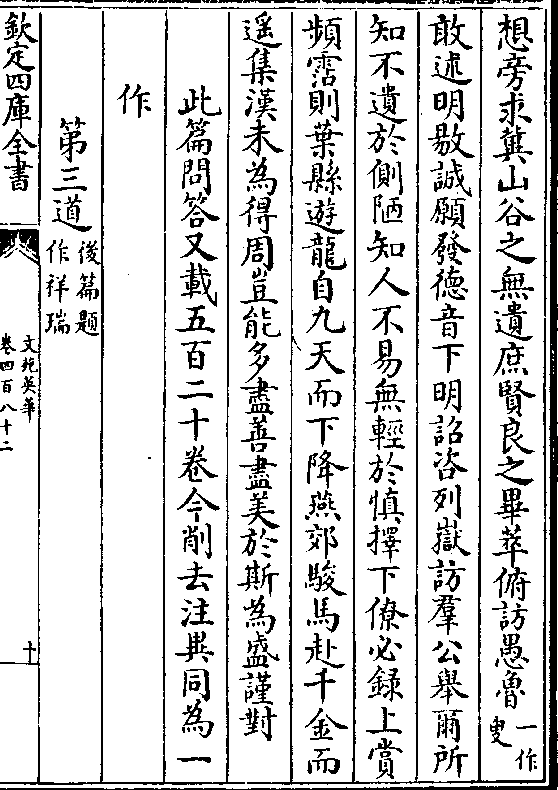 想旁求冀山谷之無遺庶賢良之畢萃俯訪愚魯一作叟
敢述明敭誠願發德音下明詔咨列嶽訪羣公舉爾所
知不遺於側陋知人不易無輕於慎擇下僚必録上賞
頻霑則葉縣遊龍自九天而下降燕郊駿馬赴千金而
遥集漢未為得周豈能多盡善盡美於斯為盛謹對
此篇問答又載五百二十卷今削去注異同為一
作
第三道後篇題作祥瑞
欽定四庫全書
文苑英華
卷四百八十二
十